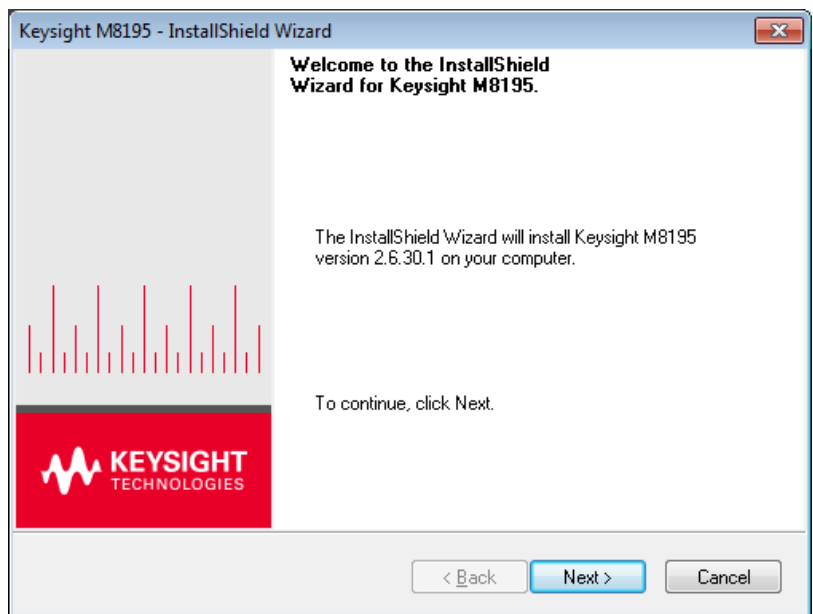 Keysight M8195 - InstallShield Wizard
Welcome to the InstallShield
Wizard for Keysight M8195.
The InstallShield Wizard will install Keysight M8195
version 2.6.30.1 on your computer.
To continue, click Next.
KEYSIGHT
TECHNOLOGIES
< Back
Next >
Cancel